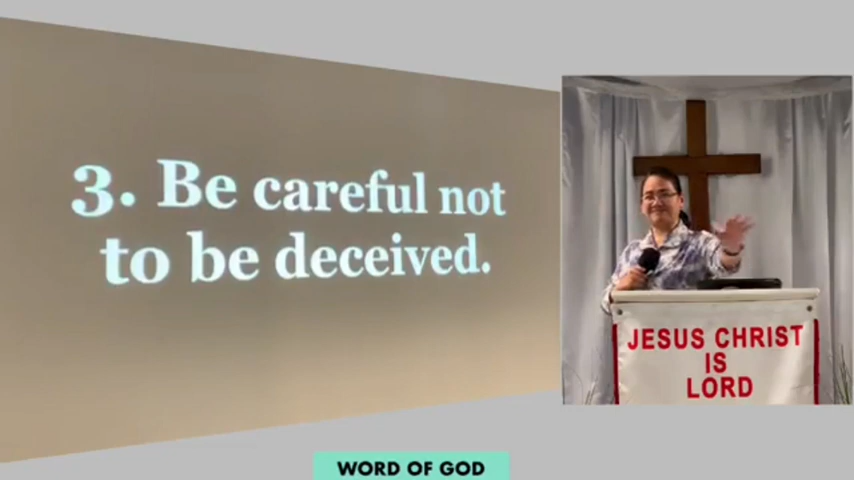 3. Be careful not
to be deceived.
JESUS CHRIST
IS
LORD
WORD OF GOD